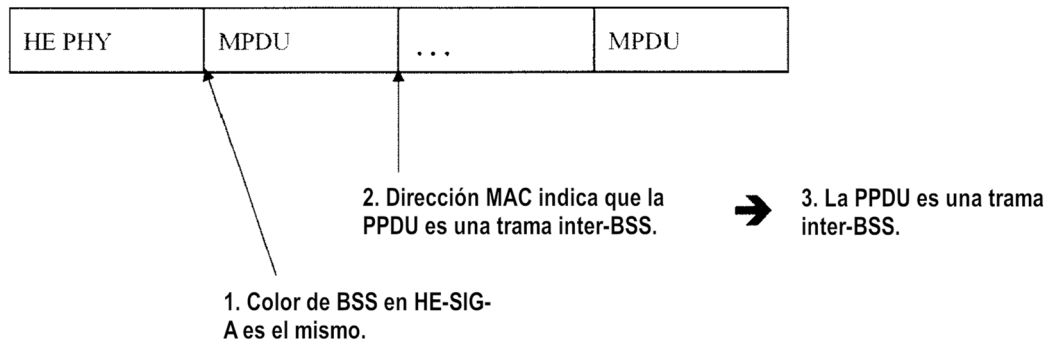 HE PHY
MPDU
...
MPDU
2. Dirección MAC indica que la
PPDU es una trama inter-BSS.
3. La PPDU es una trama
inter-BSS.
1. Color de BSS en HE-SIG-
A es el mismo.